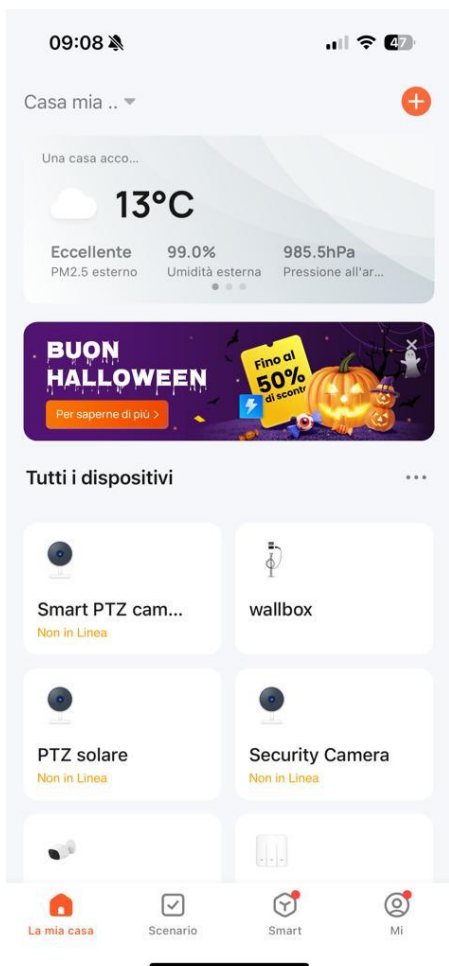 09:08
47
Casa mia ..
Una casa acco...
13°C
Eccellente 99.0% 985.5hPa
PM2.5 esterno Umidità esterna Pressione all'ar...
BUON
HALLOWEEN
Per saperne di più >
Fino al
50%
di sconto
Tutti i dispositivi
Smart PTZ cam...
Non in Linea
wallbox
PTZ solare
Non in Linea
Security Camera
Non in Linea
La mia casa Scenario Smart Mi